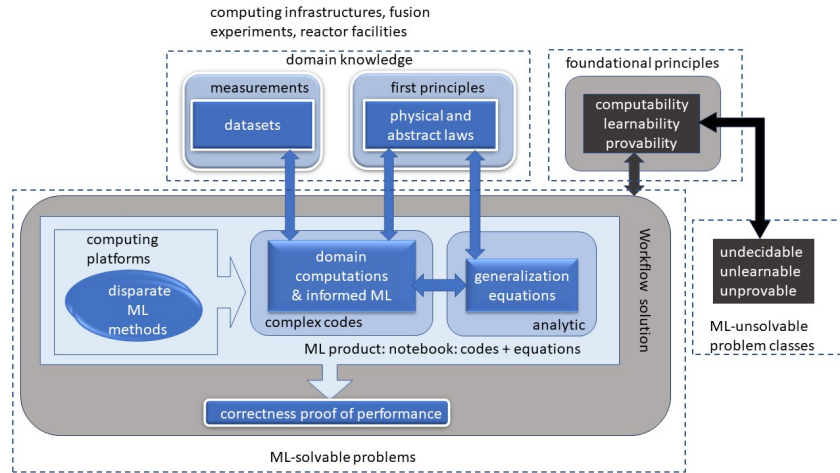 computing infrastructures, fusion
experiments, reactor facilities
domain knowledge
measurements
datasets
first principles
physical and
abstract laws
foundational principles
computability
learnability
provability
computing
platforms
disparate
ML
methods
domain
computations
& informed ML
complex codes
generalization
equations
analytic
ML product: notebook: codes + equations
Workflow solution
correctness proof of performance
ML-solvable problems
undecidable
unlearnable
unprovable
ML-unsolvable
problem classes